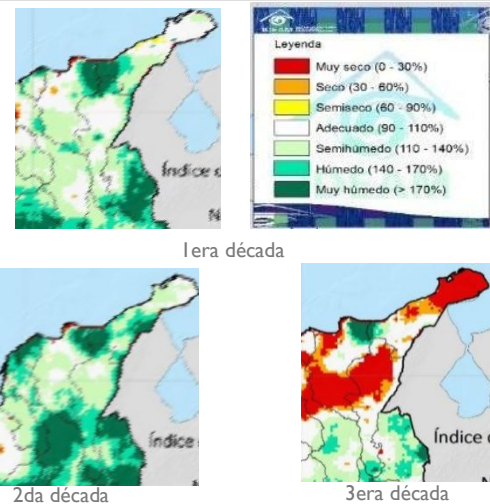 Leyenda
Muy seco (0 - 30%)
Seco (30 - 60%)
Semiseco (60 - 90%)
Adecuado (90 - 110%)
Semihúmedo (110 - 140%)
Húmedo (140 - 170%)
Muy húmedo (> 170%)
Índice
N
1era década
Índice
Índice
2da década
3era década